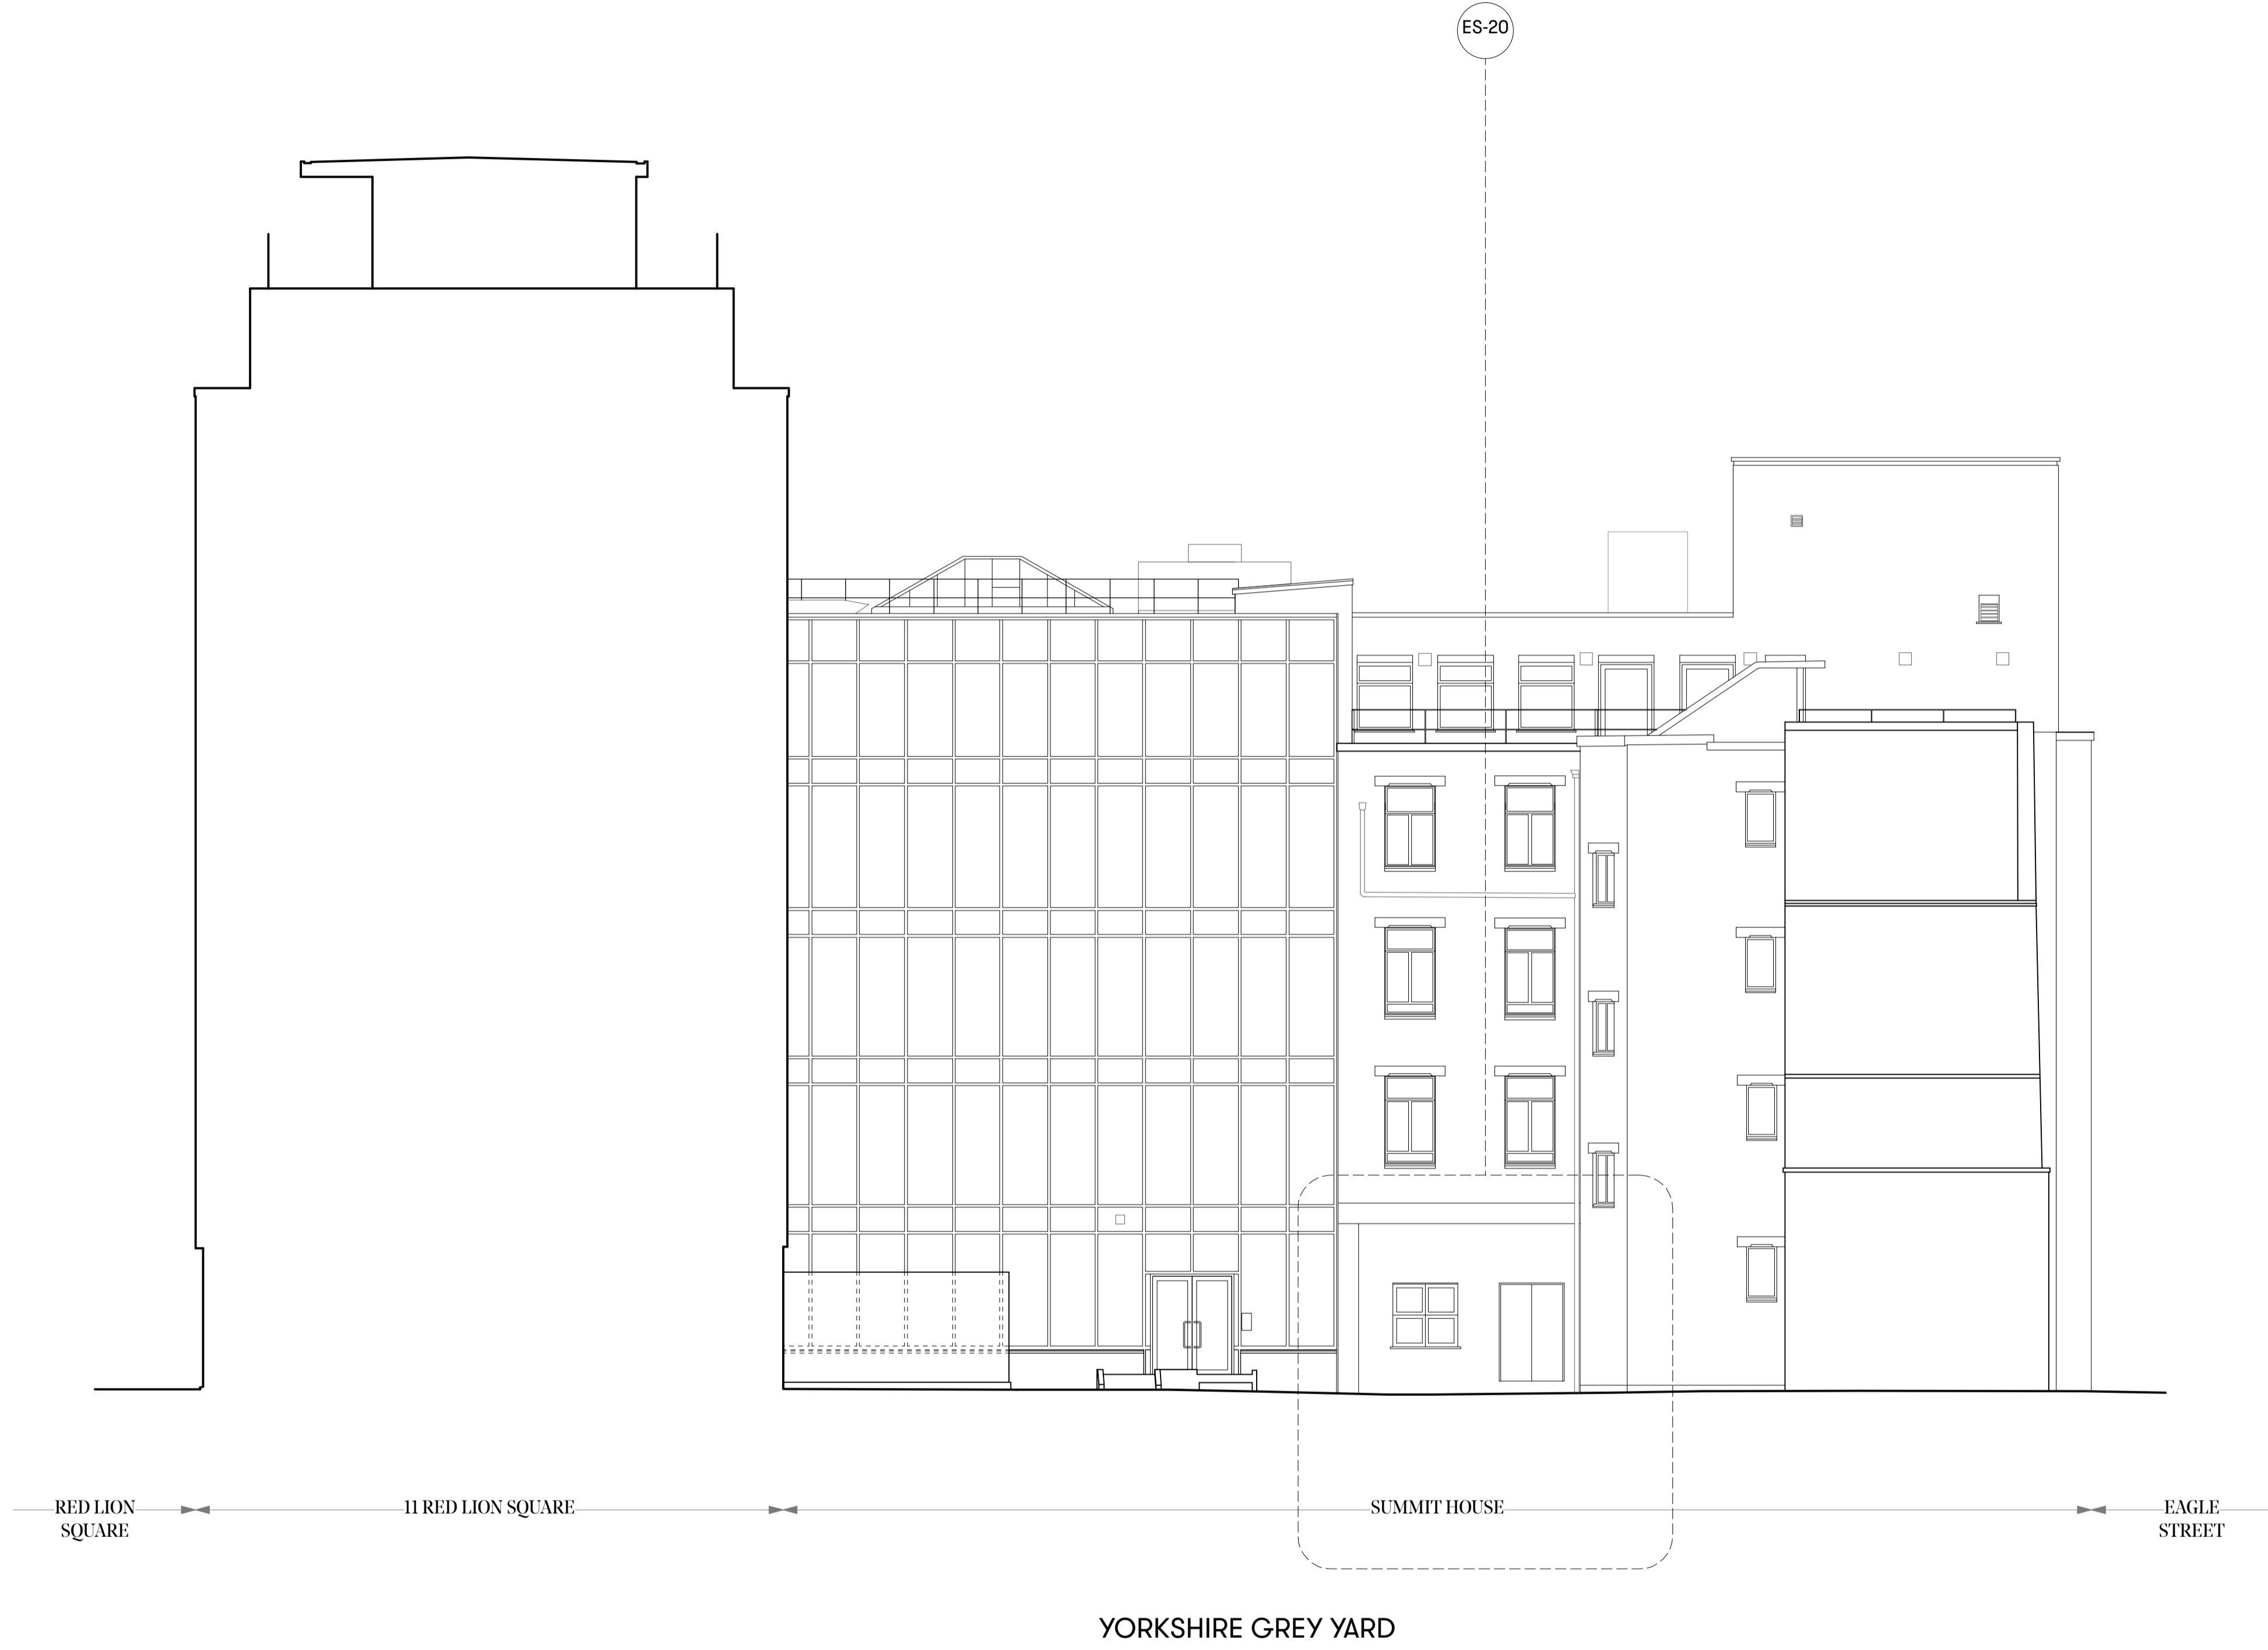 ES-20
RED LION
SQUARE
11 RED LION SQUARE
SUMMIT HOUSE
EAGLE
STREET
YORKSHIRE GREY YARD